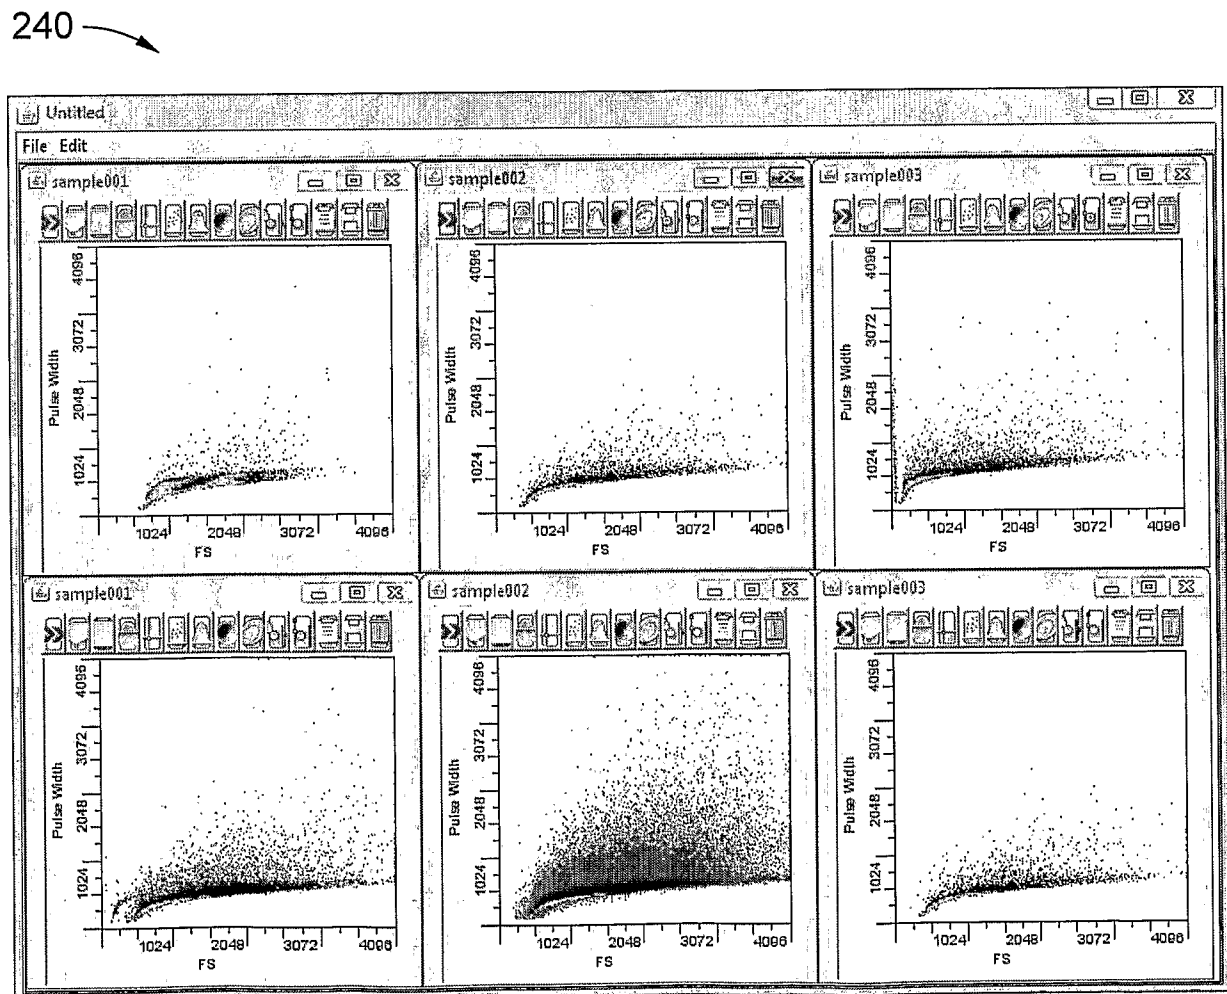 240
Untitled
File Edit
sample001
sample002
sample003
4096
3072
2048
1024
Pulse Width
1024 2048 3072 4096
FS
4096
3072
2048
1024
Pulse Width
1024 2048 3072 4096
FS
4096
3072
2048
1024
Pulse Width
1024 2048 3072 4096
FS
sample001
sample002
sample003
4096
3072
2048
1024
Pulse Width
1024 2048 3072 4096
FS
4096
3072
2048
1024
Pulse Width
1024 2048 3072 4096
FS
4096
3072
2048
1024
Pulse Width
1024 2048 3072 4096
FS